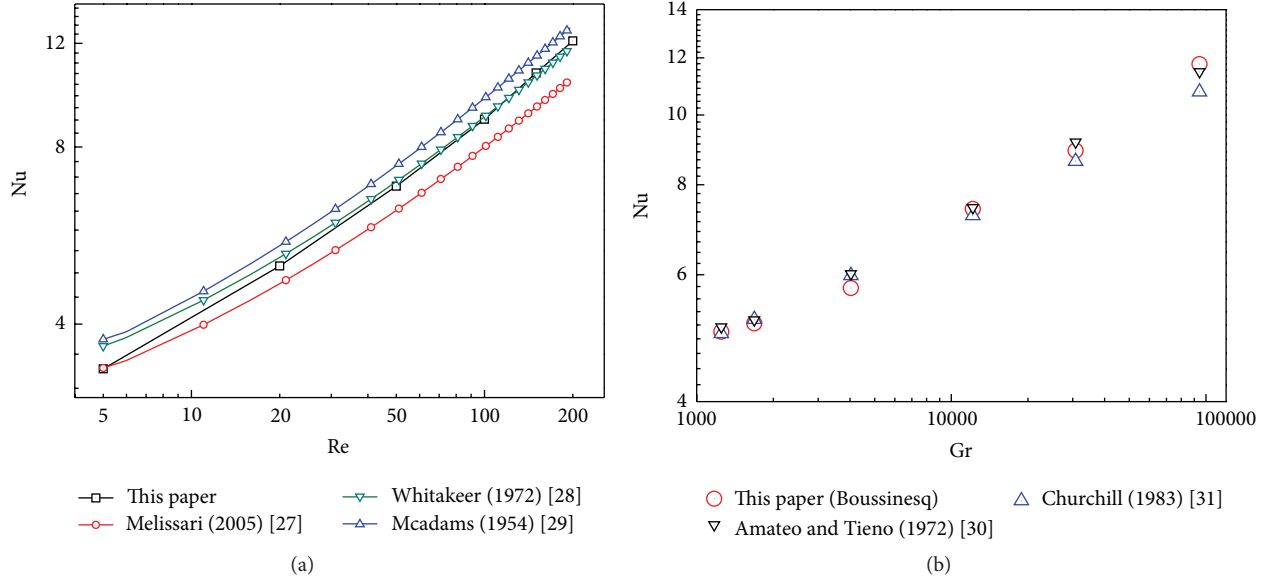 (a)
12
8
4
Nu
5
10
20
50
100
200
Re
This paper
Melissari (2005) [27]
Whitakeer (1972) [28]
Mcadams (1954) [29]
(a)
14
12
10
8
6
4
Nu
1000
10000
100000
Gr
This paper (Boussinesq)
Amateo and Tieno (1972) [30]
Churchill (1983) [31]
(b)